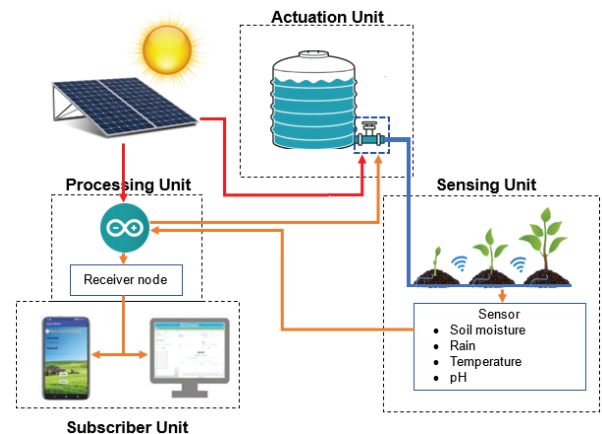 Actuation Unit
Processing Unit
Sensing Unit
Receiver node
Sensor
• Soil moisture
• Rain
• Temperature
• pH
Subscriber Unit